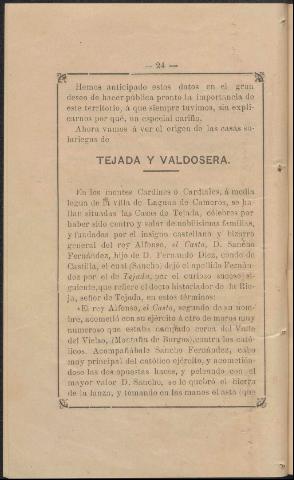 — 24 —
Hemos anticipado estos datos en el gran
deseo de hacer pública pronto la importancia de
este territorio, á que siempre tuvimos, sin expli-
carnos por qué, un especial cariño.
Ahora vamos á ver el origen de las casas so-
lariegas de
TEJADA Y VALDOSERA.
En los montes Cardines ó Cardiales, á media
legua de la villa de Laguna de Cameros, se ha-
llan situadas las Casas de Tejada, célebres por
haber sido centro y solar de nobilísimas familias,
y fundadas por el insigne castellano y bizarro
general del rey Alfonso, el Casto, D. Sancho
Fernández, hijo de D. Fernando Diez, conde de
Castilla, el cual (Sancho) dejó el apellido Fernán-
dez por el de Tejada, por el curioso suceso si-
guiente, que refiere el docto historiador de la Rio-
ja, señor de Tejada, en estos términos:
«El rey Alfonso, el Casto, segundo de su nom-
bre, acometió con su ejército á otro de moros muy
numeroso que estaba campado cerca del Valle
del Vielso, (Montaña de Burgos), contra los cató-
licos. Acompañábale Sancho Fernández, cabo
muy principal del católico ejército, y acometién-
dose las dos opuestas haces, y peleando con el
mayor valor D. Sancho, se le quebró el hierro
de la lanza, y tomando en las manos el asta (que